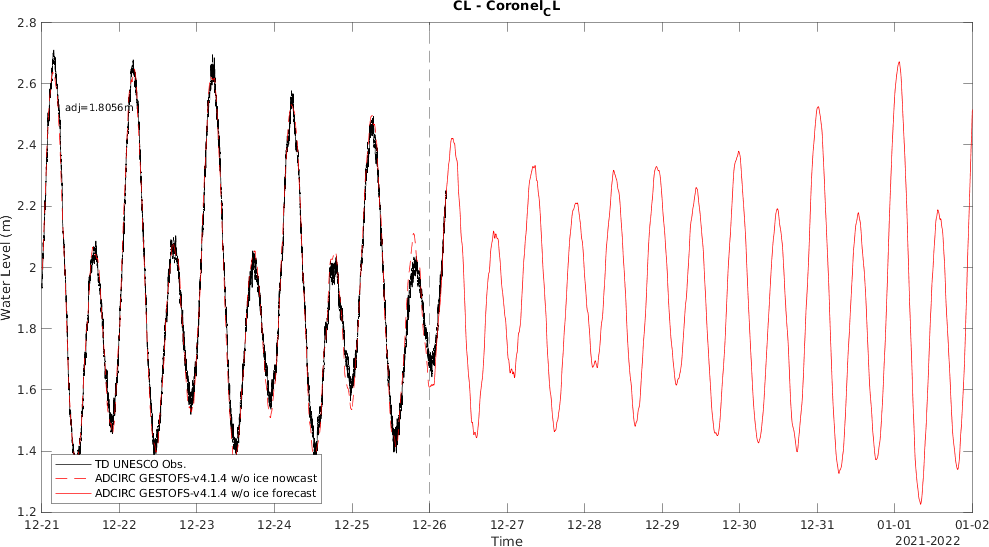 CL - Coronel_CL
2.8
2.6
2.4
2.2
2
1.8
1.6
1.4
1.2
Water Level (m)
adj=1.8056m
TD UNESCO Obs.
ADCIRC GESTOFS-v4.1.4 w/o ice nowcast
ADCIRC GESTOFS-v4.1.4 w/o ice forecast
12-21 12-22 12-23 12-24 12-25 12-26 12-27 12-28 12-29 12-30 12-31 01-01 01-02
Time
2021-2022